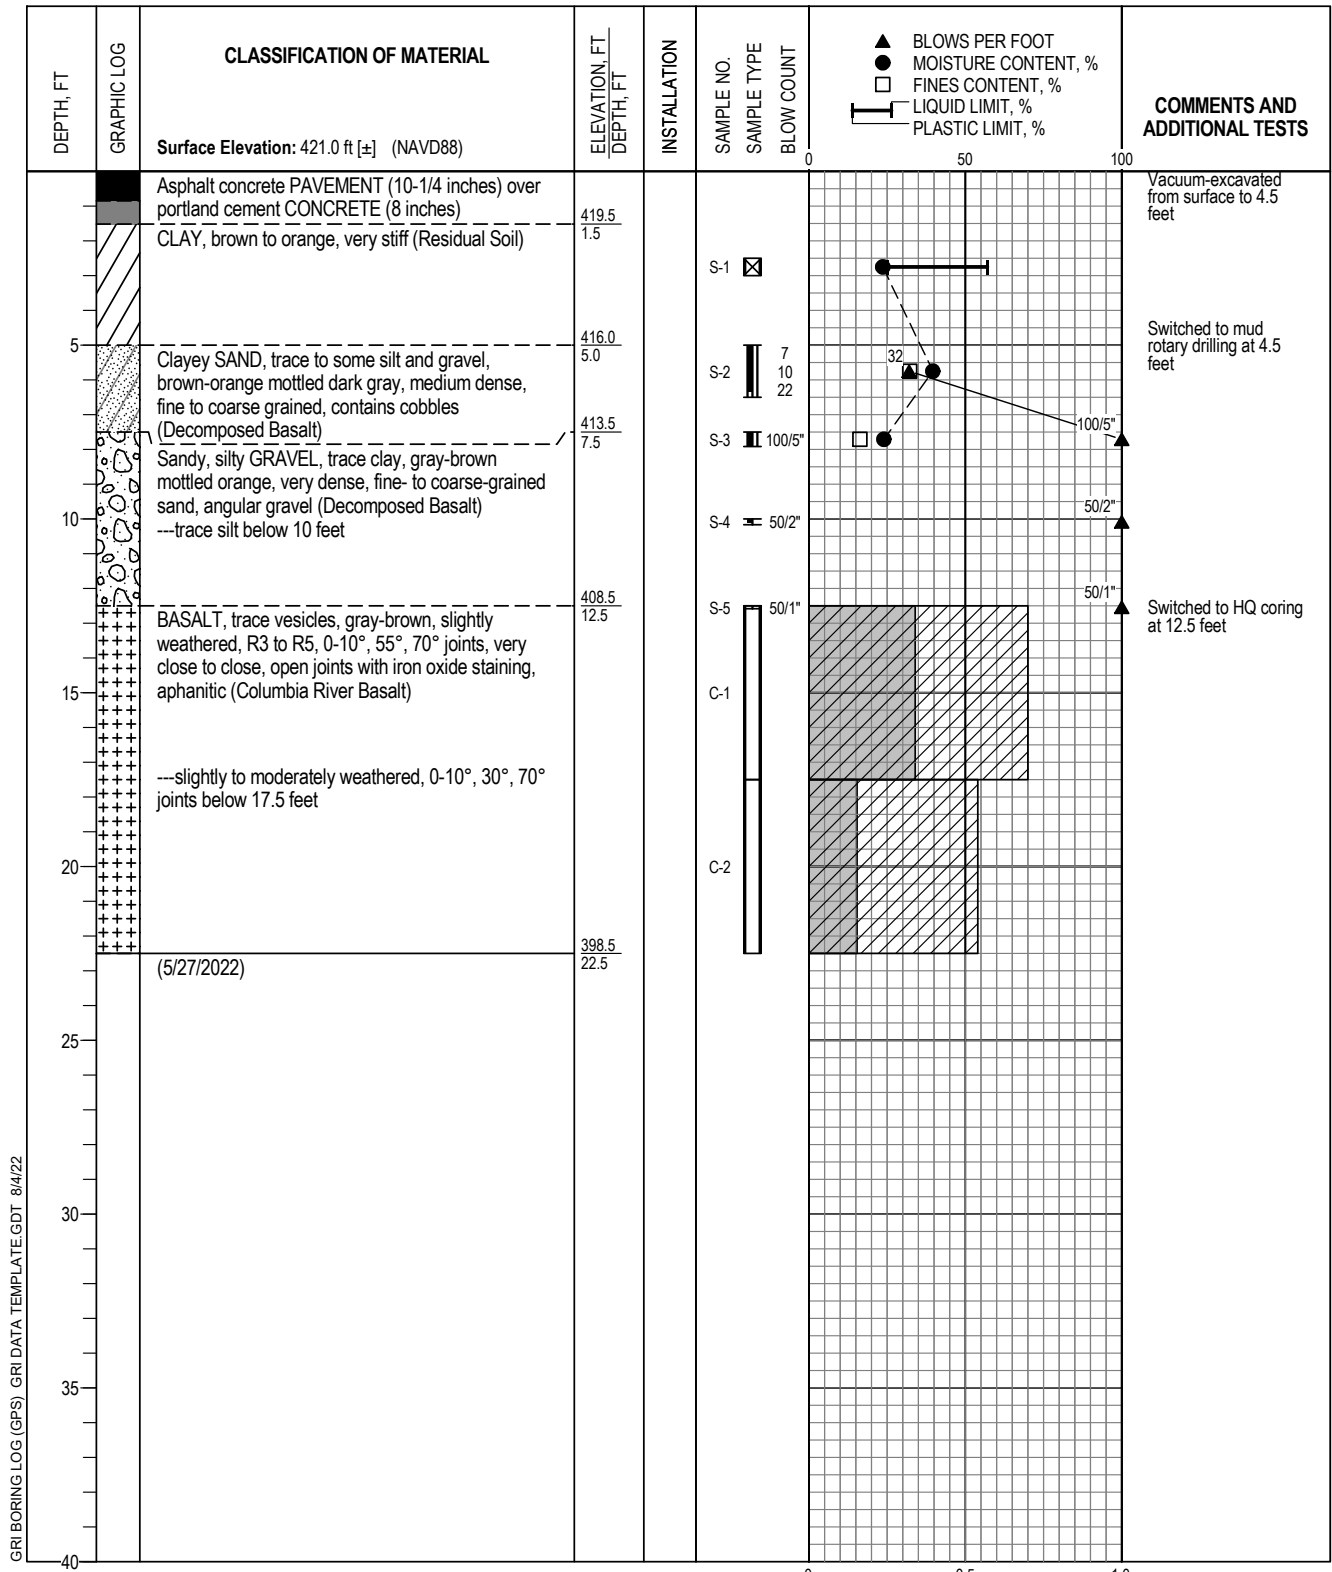 DEPTH, FT
GRAPHIC LOG
CLASSIFICATION OF MATERIAL
Surface Elevation: 421.0 ft [±] (NAVD88)
ELEVATION, FT
DEPTH, FT
INSTALLATION
SAMPLE NO.
SAMPLE TYPE
BLOW COUNT
BLOWS PER FOOT
MOISTURE CONTENT, %
FINES CONTENT, %
LIQUID LIMIT, %
PLASTIC LIMIT, %
0 50 100
COMMENTS AND
ADDITIONAL TESTS
Asphalt concrete PAVEMENT (10-1/4 inches) over
portland cement CONCRETE (8 inches)
419.5
1.5
Vacuum-excavated
from surface to 4.5
feet
CLAY, brown to orange, very stiff (Residual Soil)
S-1
5
416.0
5.0
Switched to mud
rotary drilling at 4.5
feet
Clayey SAND, trace to some silt and gravel,
brown-orange mottled dark gray, medium dense,
fine to coarse grained, contains cobbles
(Decomposed Basalt)
S-2
7
10
22
32
413.5
7.5
S-3 100/5"
100/5"
Sandy, silty GRAVEL, trace clay, gray-brown
mottled orange, very dense, fine- to coarse-grained
sand, angular gravel (Decomposed Basalt)
---trace silt below 10 feet
10
S-4 50/2"
50/2"
408.5
12.5
S-5 50/1"
50/1"
Switched to HQ coring
at 12.5 feet
BASALT, trace vesicles, gray-brown, slightly
weathered, R3 to R5, 0-10°, 55°, 70° joints, very
close to close, open joints with iron oxide staining,
aphanitic (Columbia River Basalt)
15
C-1
---slightly to moderately weathered, 0-10°, 30°, 70°
joints below 17.5 feet
20
C-2
398.5
22.5
(5/27/2022)
25
30
35
40
0 0.5 1.0
GRI BORING LOG (GPS) GRI DATA TEMPLATE.GDT 8/4/22